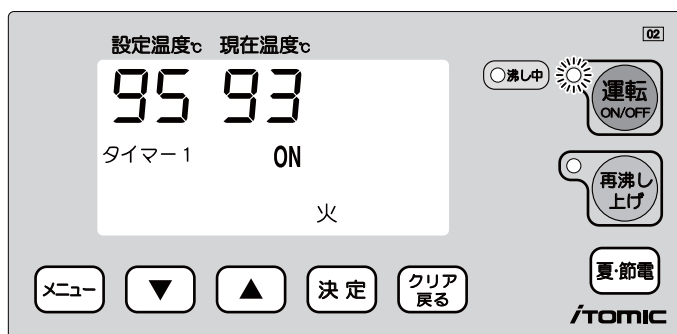 02
設定温度℃ 現在温度℃
95 93
タイマー1 ON
火
沸し中
運転
ON/OFF
再沸し
上げ
メニュー ▼ ▲ 決定 クリア
戻る
夏・節電
iTomic